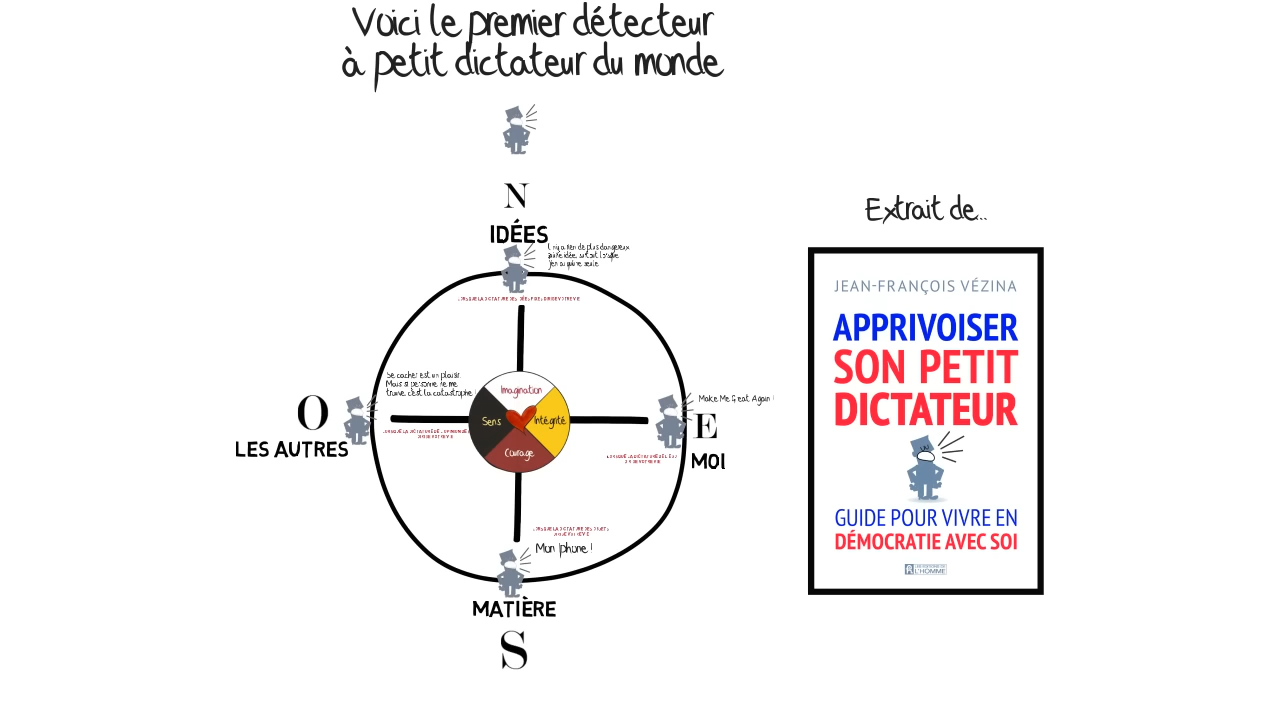 Voici le premier détecteur
à petit dictateur du monde
N
IDÉES
Il n'y a rien de plus dangereux
qu'une idée, surtout lorsque
j'en ai qu'une seule.
Extrait de...
JEAN-FRANÇOIS VÉZINA
APPRIVOISER
SON PETIT
DICTATEUR
GUIDE POUR VIVRE EN
DÉMOCRATIE AVEC SOI
L'HOMME
Se cacher est un plaisir.
Mais si personne ne me
trouve, c'est la catastrophe!
Imagination
Sens
Intégrité
Courage
O
LES AUTRES
Make Me Great Again !
E
MOI
Mon Iphone !
MATIÈRE
S